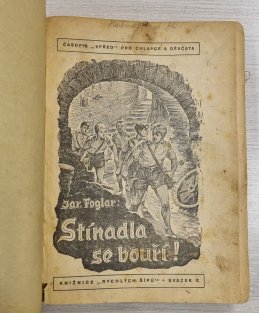 ČASOPIS „VPŘED“ PRO CHLAPCE A DĚVČATA
Jar. Foglar:
Stínadla
se bouří!
KNIŽNICE „RYCHLÝCH ŠÍPŮ“ • SVAZEK 2